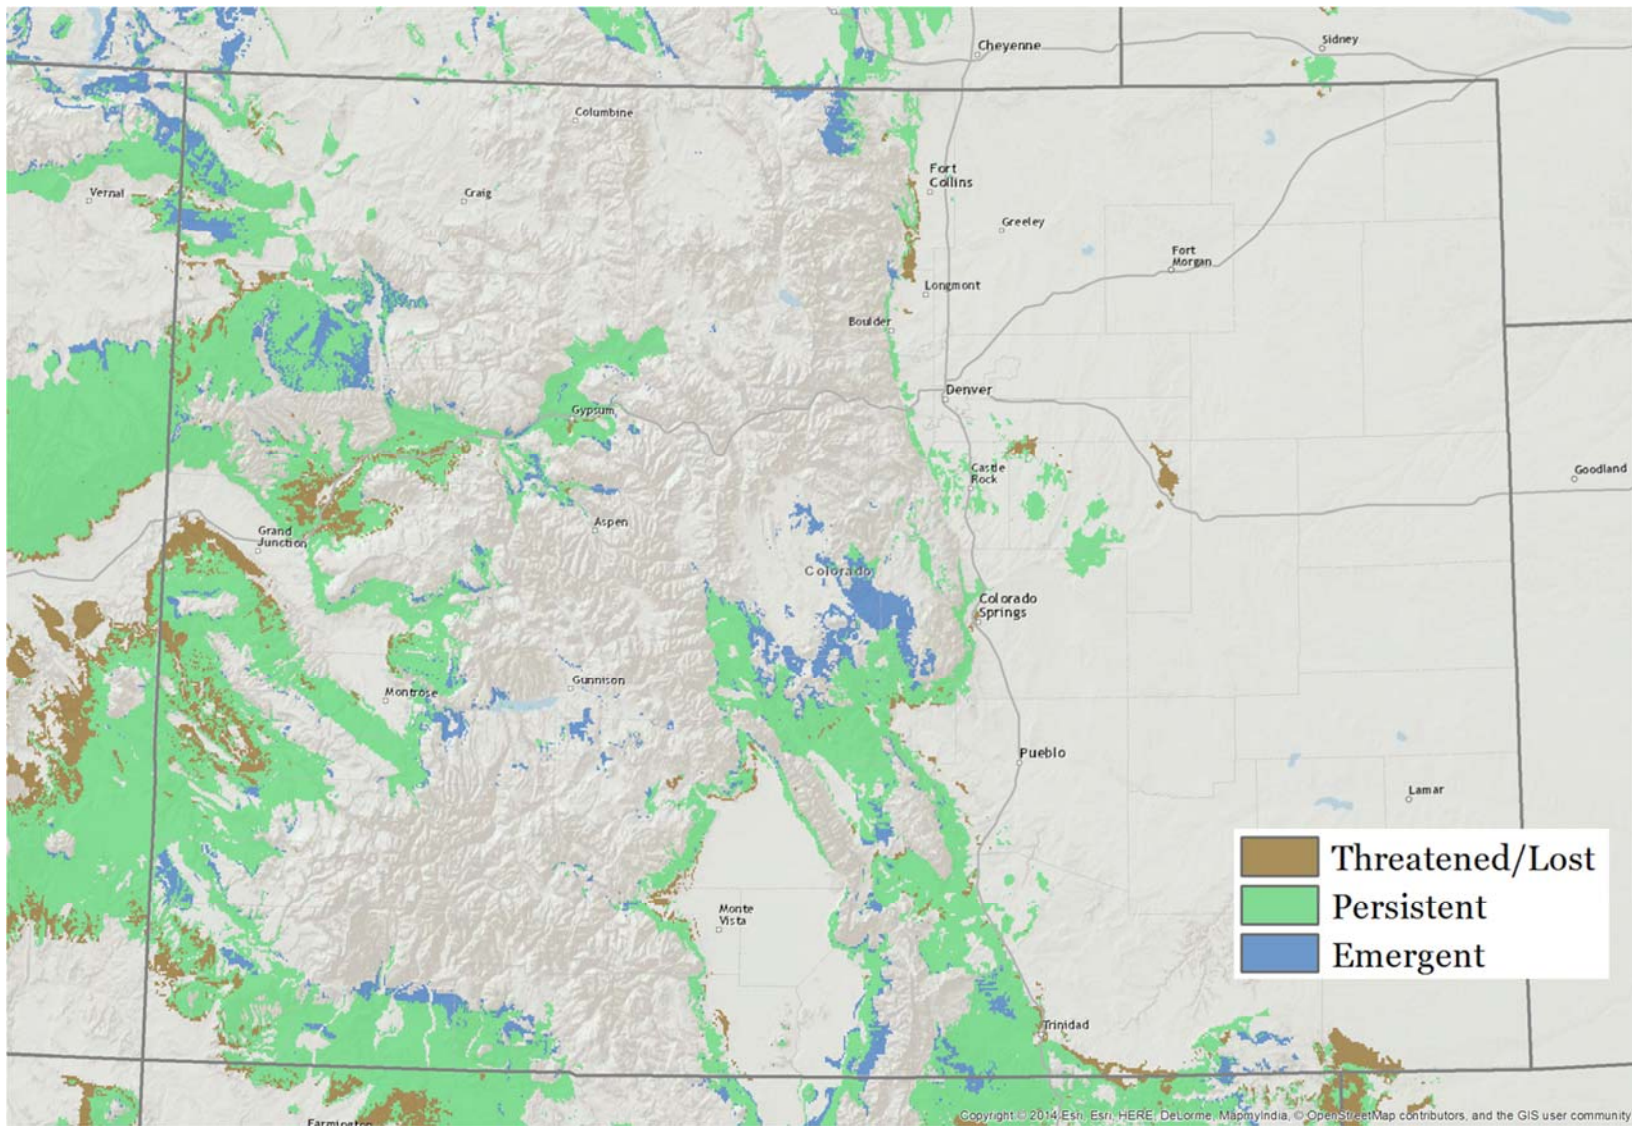 Cheyenne
Sidney
Columbine
Fort
Collins
Vernal
Craig
Greeley
Fort
Morgan
Longmont
Boulder
Denver
Gypsum
Castle
Rock
Goodland
Grand
Junction
Aspen
Colorado
Colorado
Springs
Gunnison
Montrose
Pueblo
Lamar
Threatened/Lost
Persistent
Emergent
Monte
Vista
Trinidad
Farmington
Copyright © 2014 Esri, Esri, HERE, DeLorme, MapmyIndia, © OpenStreetMap contributors, and the GIS user community